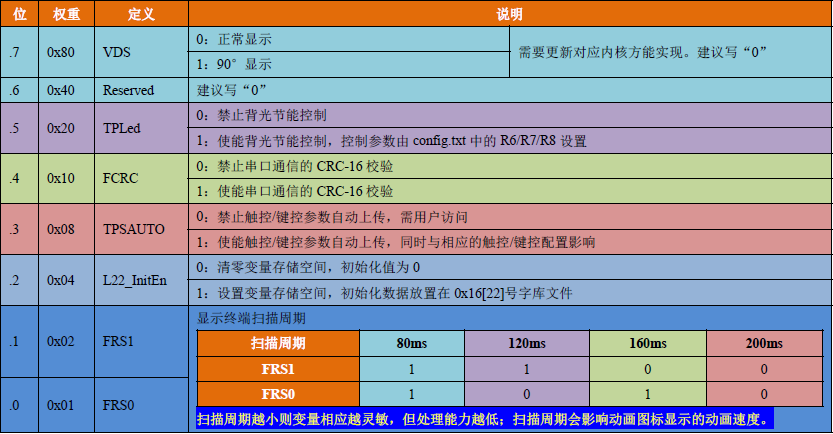 位 权重 定义 说明
.7 0x80 VDS 0：正常显示 需要更新对应内核方能实现。建议写“0”
1：90°显示
.6 0x40 Reserved 建议写“0”
.5 0x20 TPLed 0：禁止背光节能控制
1：使能背光节能控制，控制参数由 config.txt 中的 R6/R7/R8 设置
.4 0x10 FCRC 0：禁止串口通信的 CRC-16 校验
1：使能串口通信的 CRC-16 校验
.3 0x08 TPSAUTO 0：禁止触控/键控参数自动上传，需用户访问
1：使能触控/键控参数自动上传，同时与相应的触控/键控配置影响
.2 0x04 L22_InitEn 0：清零变量存储空间，初始化值为 0
1：设置变量存储空间，初始化数据放置在 0x16[22]号字库文件
.1 0x02 FRS1 显示终端扫描周期
扫描周期 80ms 120ms 160ms 200ms
FRS1 1 1 0 0
.0 0x01 FRS0 FRS0 1 0 1 0
扫描周期越小则变量相应越灵敏，但处理能力越低；扫描周期会影响动画图标显示的动画速度。